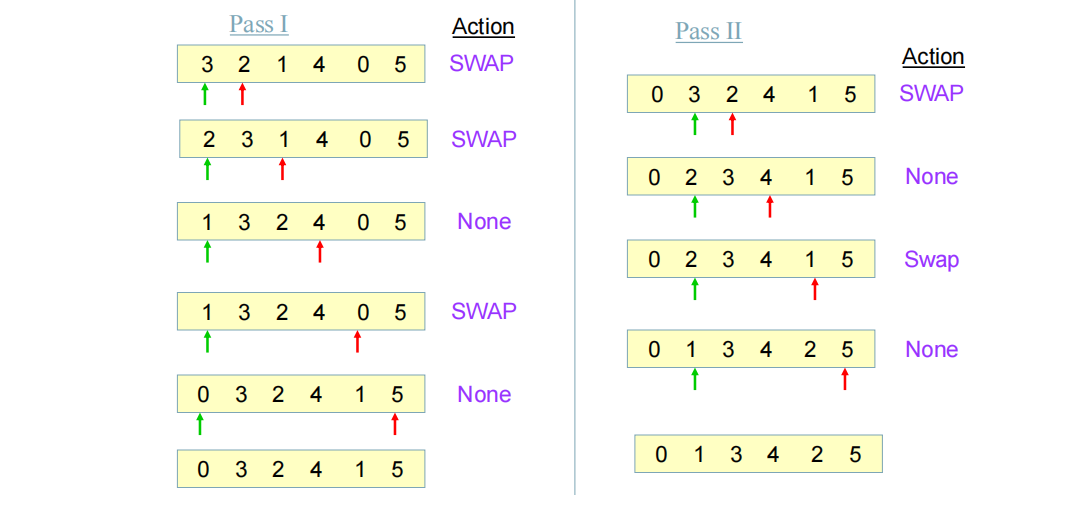 Pass I
Action
3 2 1 4 0 5 SWAP
2 3 1 4 0 5 SWAP
1 3 2 4 0 5 None
1 3 2 4 0 5 SWAP
0 3 2 4 1 5 None
0 3 2 4 1 5
Pass II
Action
0 3 2 4 1 5 SWAP
0 2 3 4 1 5 None
0 2 3 4 1 5 Swap
0 1 3 4 2 5 None
0 1 3 4 2 5